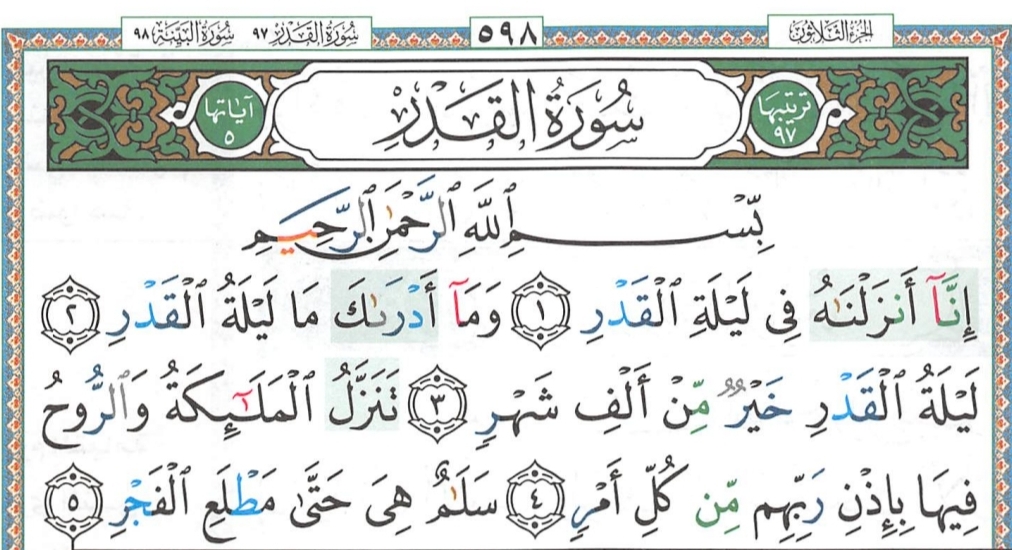 الجزء الثلاثون ٥٩٨ سورة القدر ٩٧ سورة البينة ٩٨
ترتيبها ٩٧ سُورَةُ الْقَدْرِ آياتها ٥
بِّسْمِ ٱللَّهِ ٱلرَّحْمَٰنِ ٱلرَّحِيمِ
إِنَّآ أَنزَلْنَٰهُ فِى لَيْلَةِ ٱلْقَدْرِ ١ وَمَآ أَدْرَىٰكَ مَا لَيْلَةُ ٱلْقَدْرِ ٢
لَيْلَةُ ٱلْقَدْرِ خَيْرٌ مِّنْ أَلْفِ شَهْرٍ ٣ تَنَزَّلُ ٱلْمَلَٰٓئِكَةُ وَٱلرُّوحُ
فِيهَا بِإِذْنِ رَبِّهِم مِّن كُلِّ أَمْرٍ ٤ سَلَٰمٌ هِىَ حَتَّىٰ مَطْلَعِ ٱلْفَجْرِ ٥